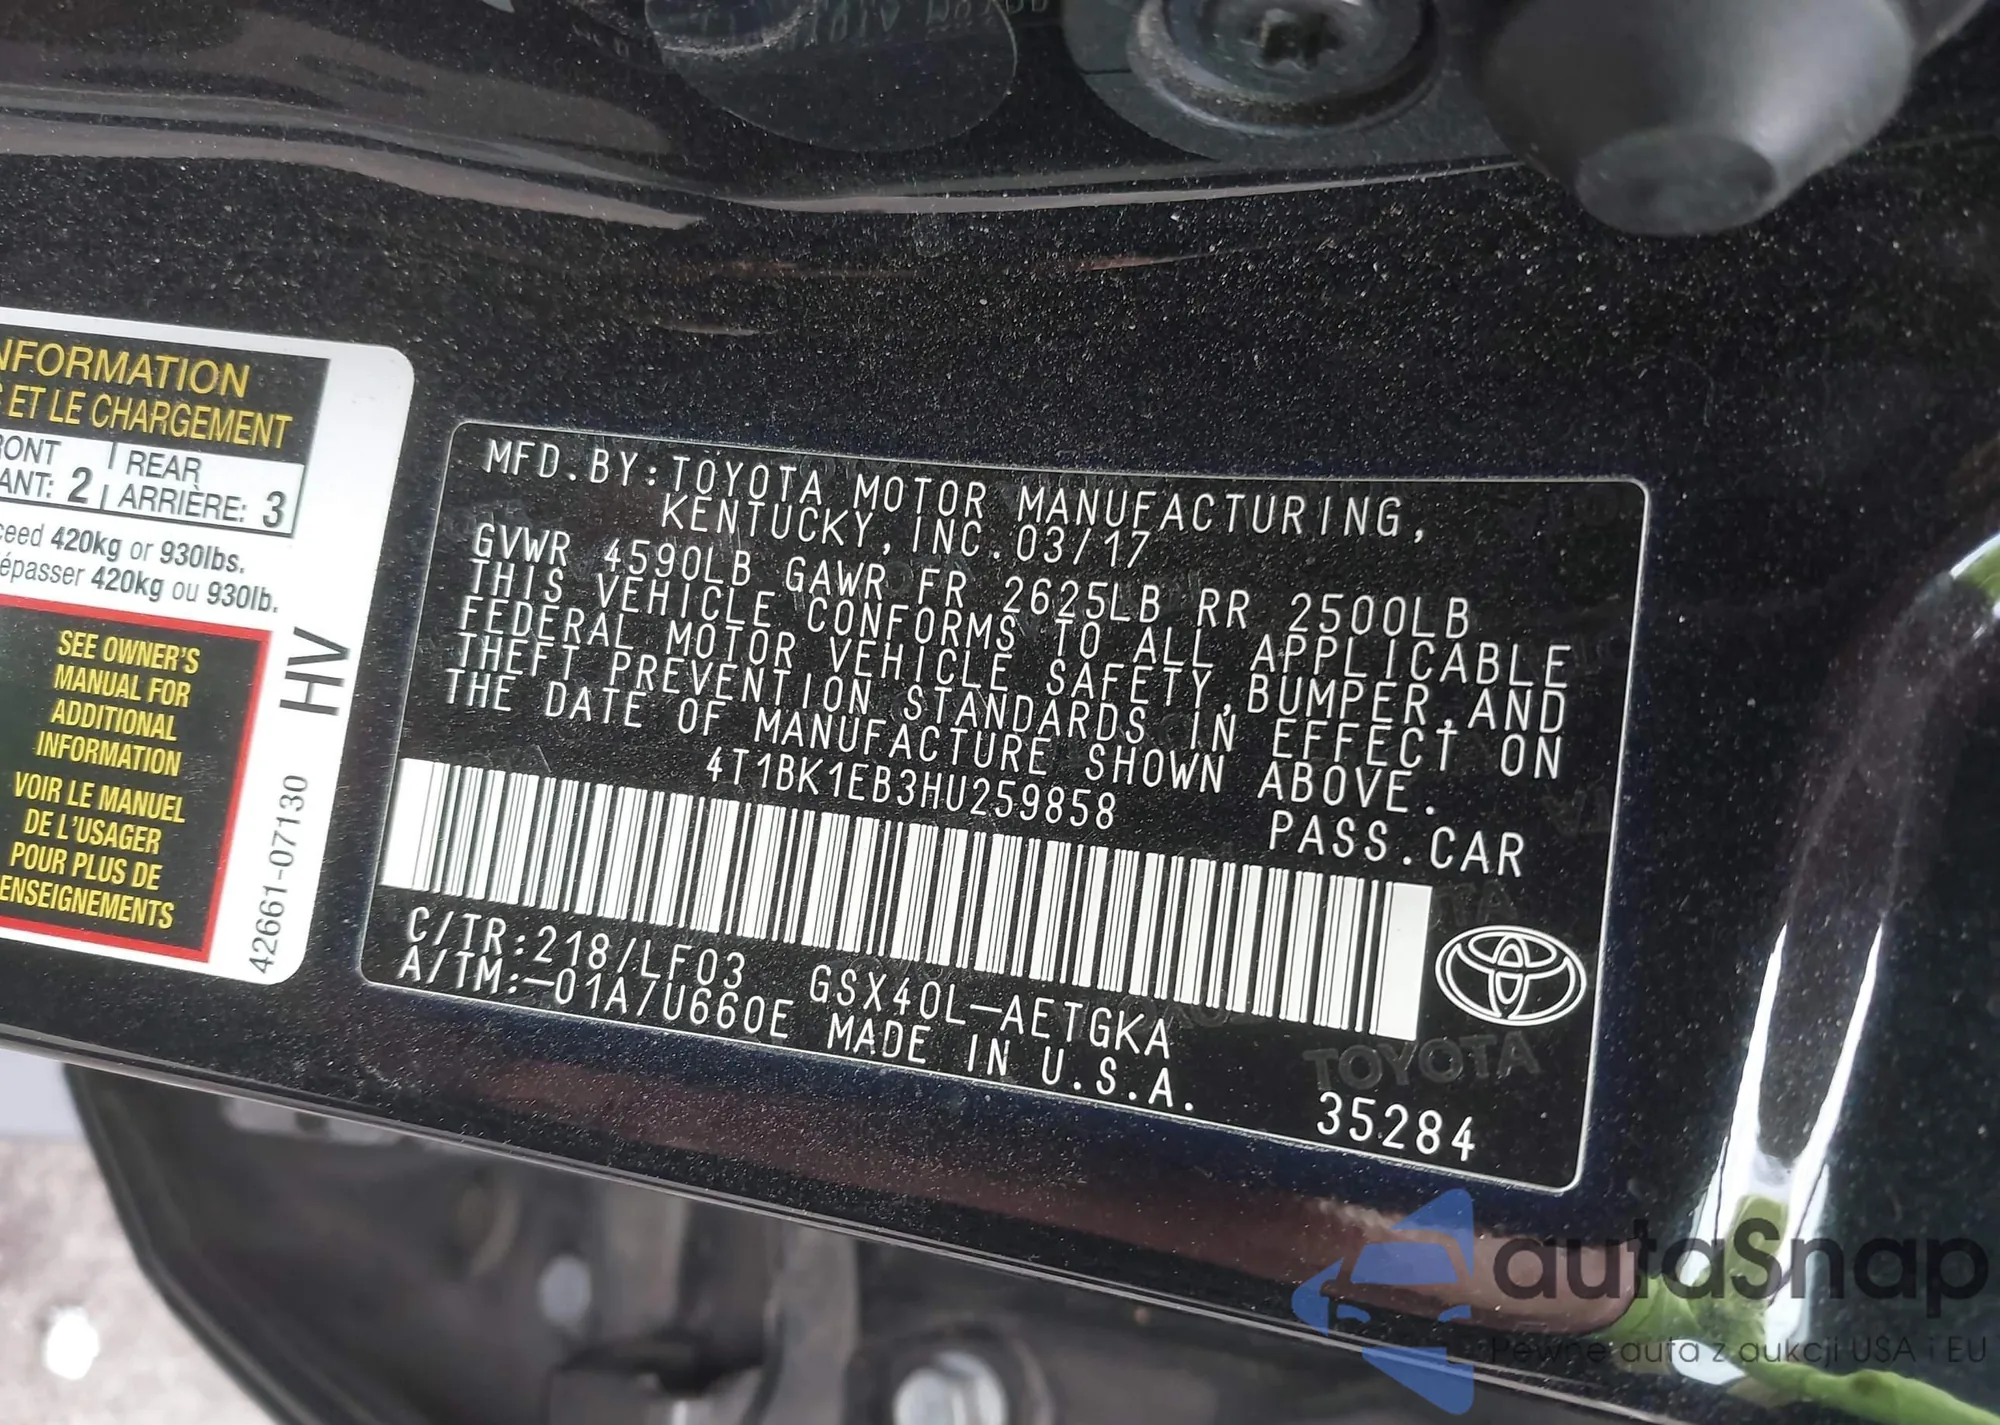 NFORMATION
ET LE CHARGEMENT
RONT
ANT: 2
REAR
ARRIÈRE: 3
ceed 420kg or 930lbs.
épasser 420kg ou 930lb.
SEE OWNER'S
MANUAL FOR
ADDITIONAL
INFORMATION
VOIR LE MANUEL
DE L'USAGER
POUR PLUS DE
ENSEIGNEMENTS
42661-07130 HV
MFD.BY:TOYOTA MOTOR MANUFACTURING,
KENTUCKY, INC.03/17
GVWR 4590LB GAWR FR 2625LB RR 2500LB
THIS VEHICLE CONFORMS TO ALL APPLICABLE
FEDERAL MOTOR VEHICLE SAFETY,BUMPER,AND
THEFT PREVENTION STANDARDS IN EFFECT ON
THE DATE OF MANUFACTURE SHOWN ABOVE.
4T1BK1EB3HU259858
PASS.CAR
C/TR:218/LF03 GSX40L-AETGKA
A/TM:-01A/U660E MADE IN U.S.A.
TOYOTA
35284
autaSnap
Pewne auta z aukcji USA i EU